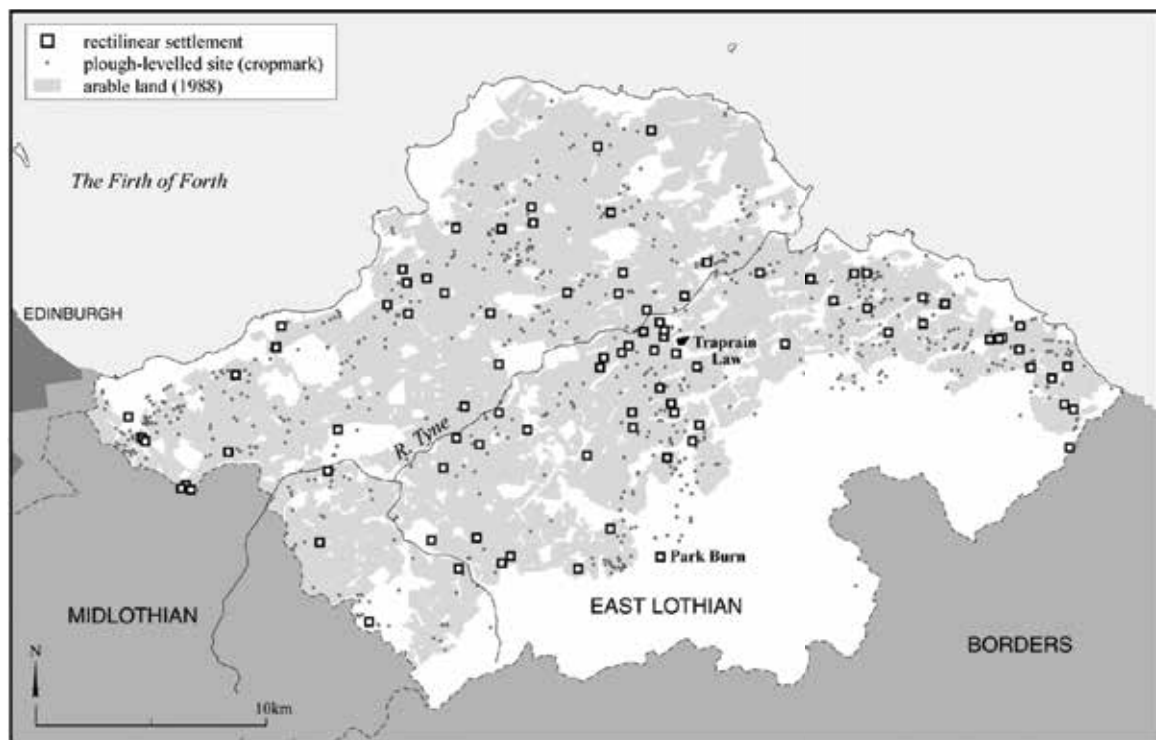 rectilinear settlement
plough-levelled site (cropmark)
arable land (1988)
The Firth of Forth
EDINBURGH
Traprain
Law
R. Tyne
Park Burn
MIDLOTHIAN
EAST LOTHIAN
BORDERS
N
10km